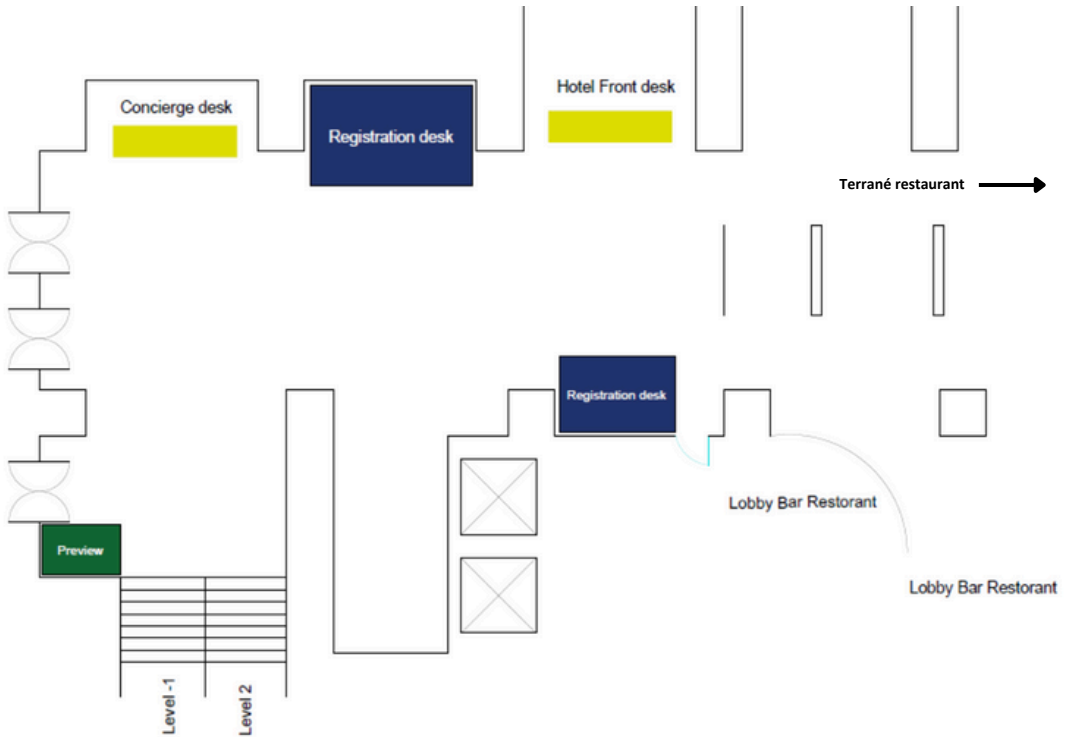 Hotel Front desk
Concierge desk
Registration desk
Terrané restaurant
Registration desk
Lobby Bar Restorant
Preview
Lobby Bar Restorant
Level -1
Level 2